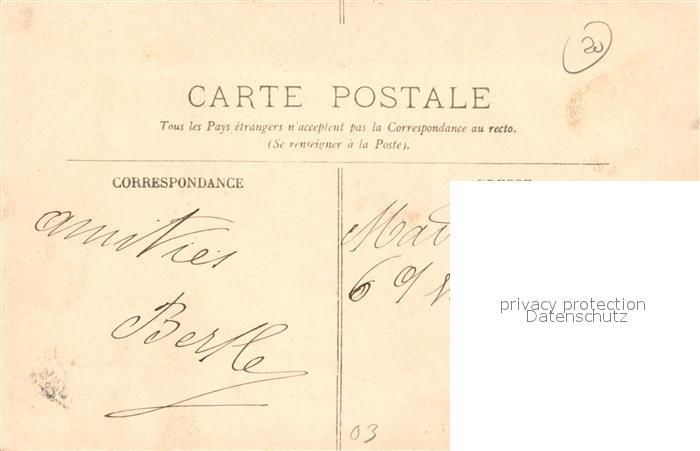 20
CARTE POSTALE
Tous les Pays étrangers n'acceptent pas la Correspondance au recto.
(Se renseigner à la Poste).
CORRESPONDANCE
amitiés
Berthe
69
03
privacy protection
Datenschutz